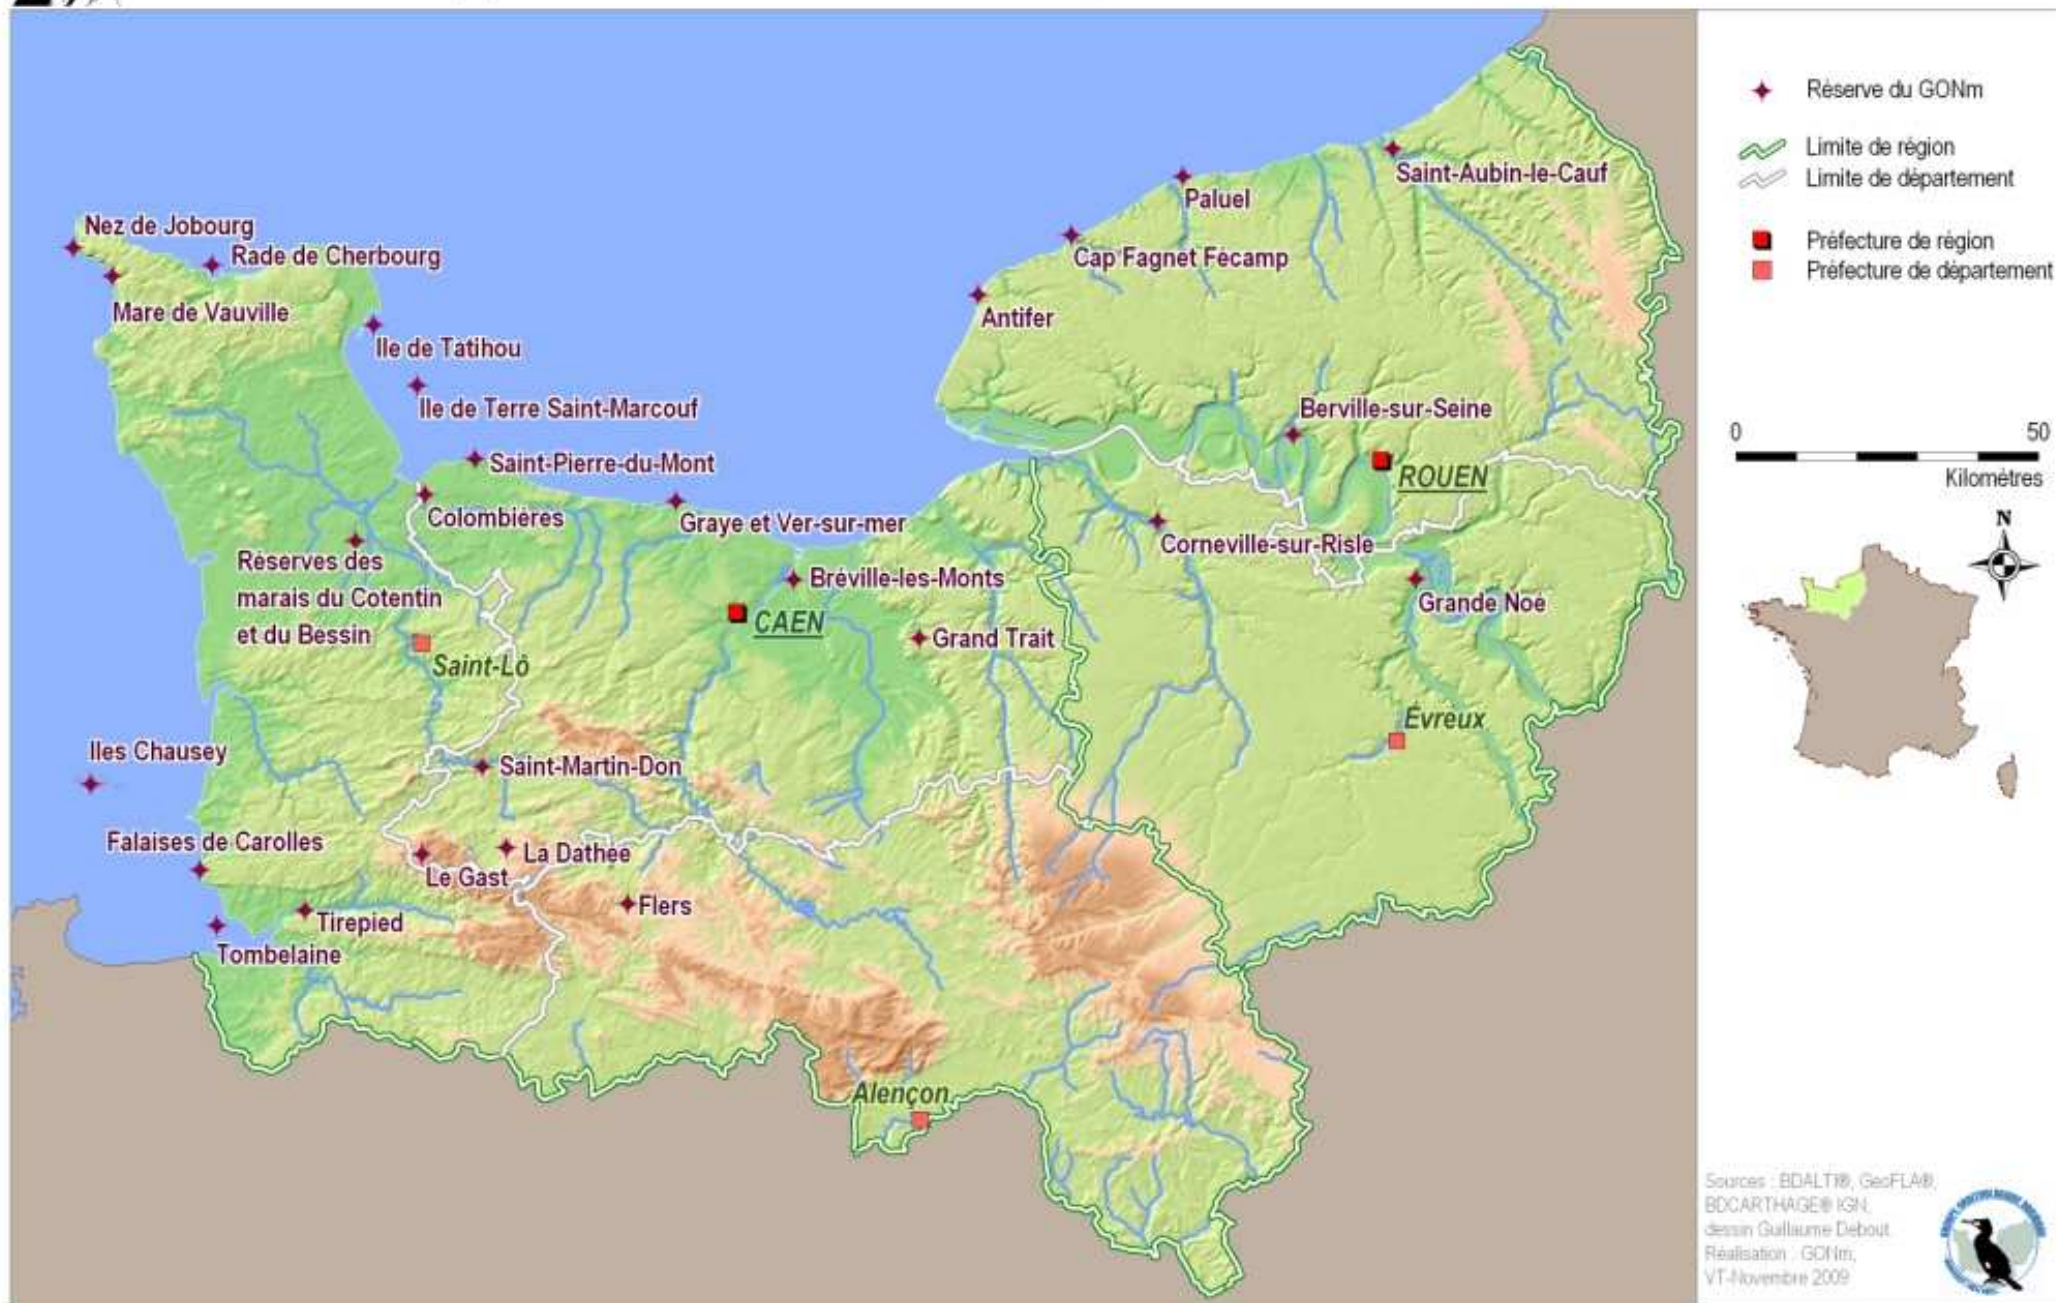 Réserve du GONm
Limite de région
Limite de département
Préfecture de région
Préfecture de département
0 50
Kilomètres
N
Saint-Aubin-le-Cauf
Paluel
Cap Fagnet Fécamp
Antifer
Nez de Jobourg
Rade de Cherbourg
Mare de Vauville
Ile de Tatihou
Ile de Terre Saint-Marcouf
Saint-Pierre-du-Mont
Colombières
Graye et Ver-sur-mer
Réserves des
marais du Cotentin
et du Bessin
Bréville-les-Monts
CAEN
Grand Trait
Saint-Lô
Berville-sur-Seine
ROUEN
Corneville-sur-Risle
Grande Noé
Évreux
Iles Chausey
Saint-Martin-Don
Falaises de Carolles
La Dathée
Le Gast
Flers
Tirepied
Tombelaine
Alençon
Sources : BDALTI®, GeoFLA®,
BDCARTHAGE® IGN,
dessin Guillaume Debout.
Réalisation : GONm,
VT-Novembre 2009